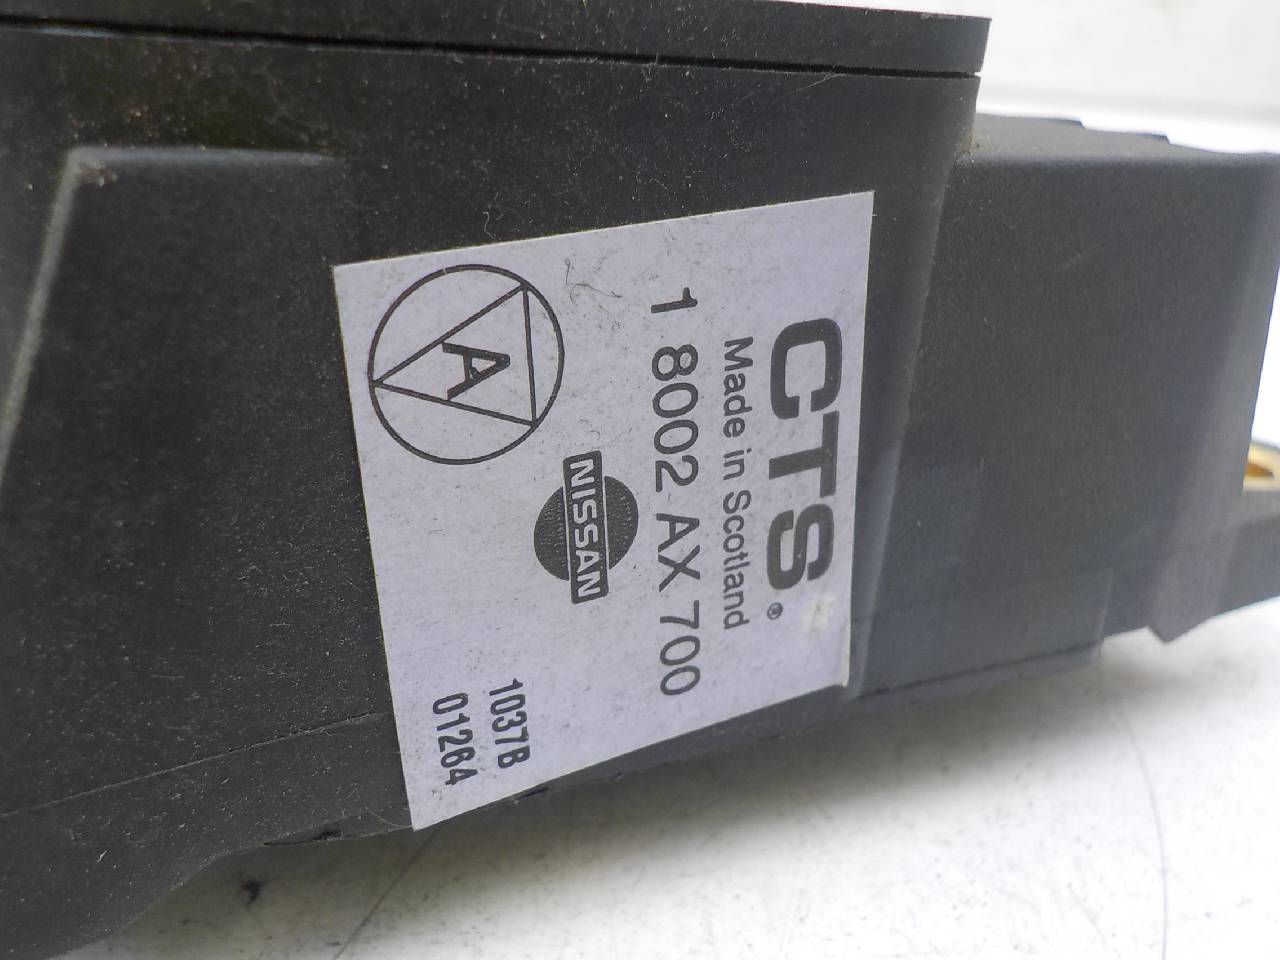 CTS®
Made in Scotland
1 8002 AX 700
NISSAN
A
1037B
01264